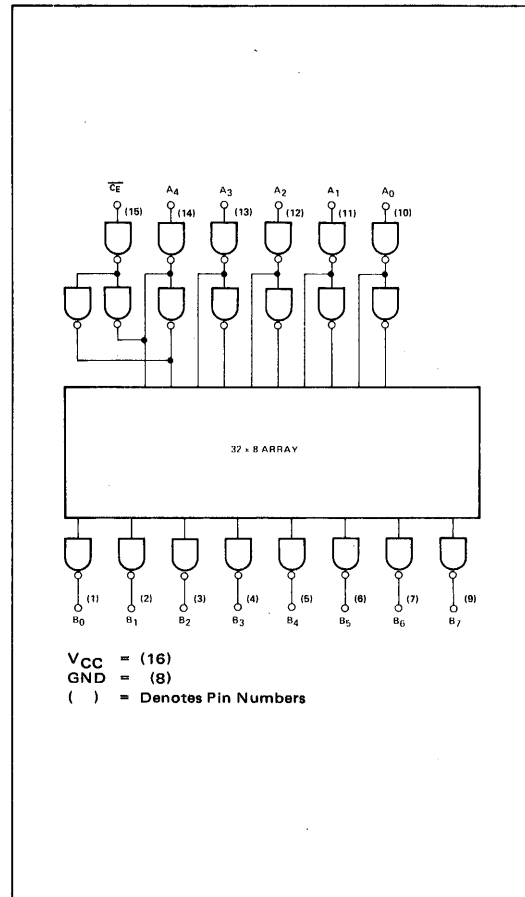 CE A4 A3 A2 A1 A0
(15) (14) (13) (12) (11) (10)
32 x 8 ARRAY
(1) (2) (3) (4) (5) (6) (7) (9)
B0 B1 B2 B3 B4 B5 B6 B7
VCC = (16)
GND = (8)
( ) = Denotes Pin Numbers